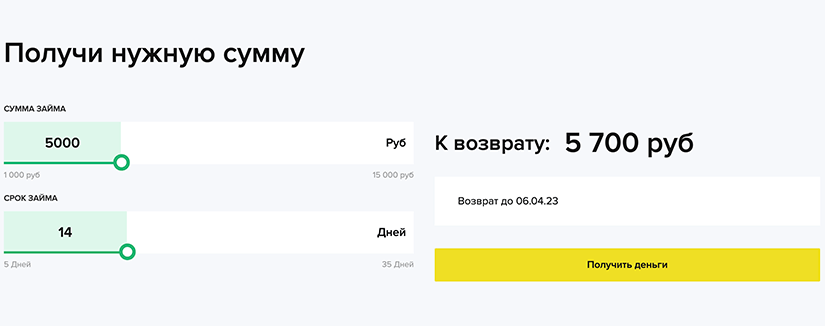 Получи нужную сумму
СУММА ЗАЙМА
5000 Руб
1 000 руб 15 000 руб
СРОК ЗАЙМА
14 Дней
5 Дней 35 Дней
К возврату: 5 700 руб
Возврат до 06.04.23
Получить деньги